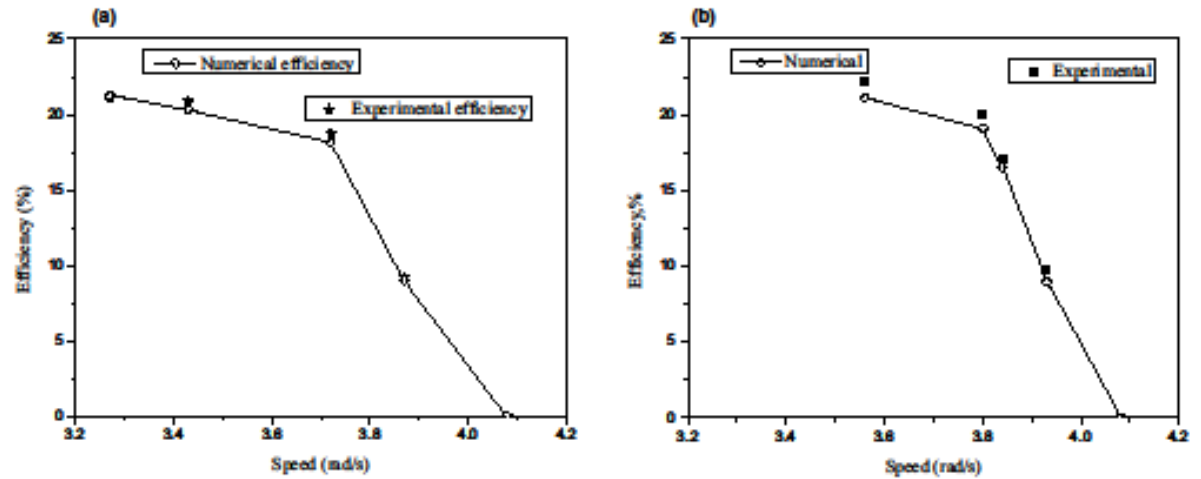 (a)
25
20
15
10
5
0
Efficiency (%)
Numerical efficiency
Experimental efficiency
3.2 3.4 3.6 3.8 4.0 4.2
Speed (rad/s)
(b)
25
20
15
10
5
0
Efficiency,%
Numerical
Experimental
3.2 3.4 3.6 3.8 4.0 4.2
Speed (rad/s)